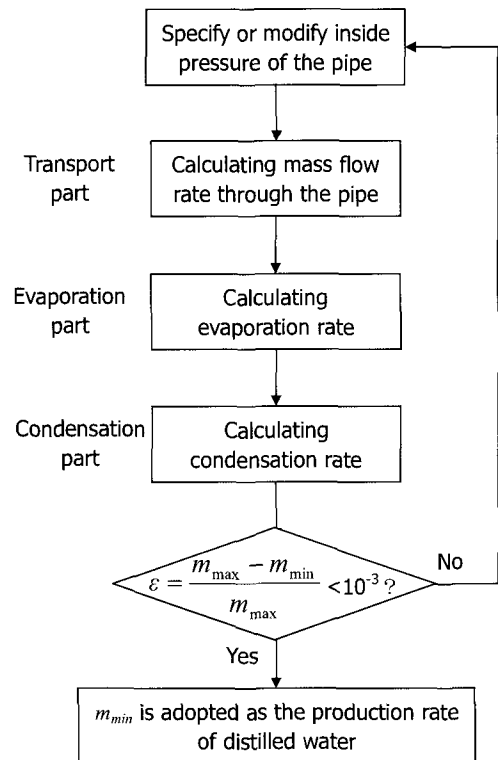 Specify or modify inside
pressure of the pipe
Transport
part
Calculating mass flow
rate through the pipe
Evaporation
part
Calculating
evaporation rate
Condensation
part
Calculating
condensation rate
ε = (m_max − m_min) / m_max < 10⁻³ ?
No
Yes
m_min is adopted as the production rate
of distilled water